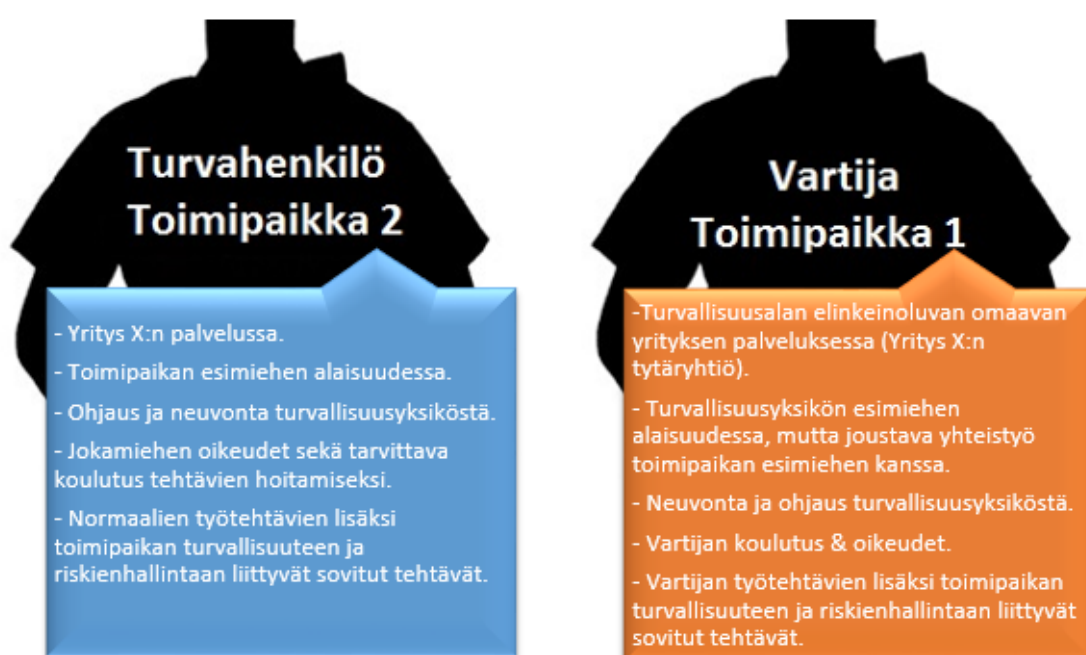 Turvahenkilö
Toimipaikka 2
- Yritys X:n palvelussa.
- Toimipaikan esimiehen alaisuudessa.
- Ohjaus ja neuvonta turvallisuusyksiköstä.
- Jokamiehen oikeudet sekä tarvittava
koulutus tehtävien hoitamiseksi.
- Normaalien työtehtävien lisäksi
toimipaikan turvallisuuteen ja
riskienhallintaan liittyvät sovitut tehtävät.
Vartija
Toimipaikka 1
-Turvallisuusalan elinkeinoluvan omaavan
yrityksen palveluksessa (Yritys X:n
tytäryhtiö).
- Turvallisuusyksikön esimiehen
alaisuudessa, mutta joustava yhteistyö
toimipaikan esimiehen kanssa.
- Neuvonta ja ohjaus turvallisuusyksiköstä.
- Vartijan koulutus & oikeudet.
- Vartijan työtehtävien lisäksi toimipaikan
turvallisuuteen ja riskienhallintaan liittyvät
sovitut tehtävät.